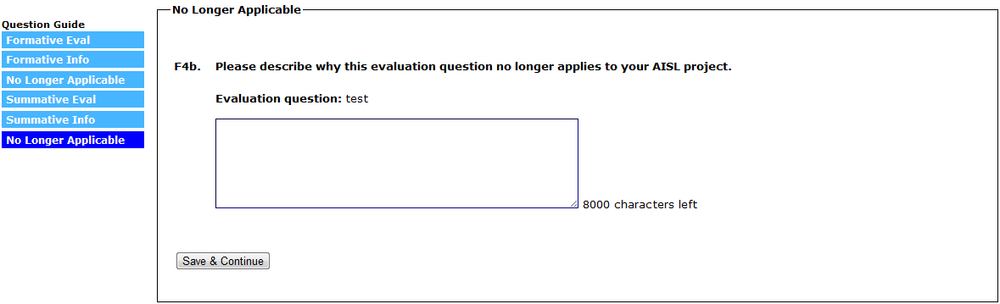 Question Guide
Formative Eval
Formative Info
No Longer Applicable
Summative Eval
Summative Info
No Longer Applicable
No Longer Applicable
F4b. Please describe why this evaluation question no longer applies to your AISL project.
Evaluation question: test
8000 characters left
Save & Continue